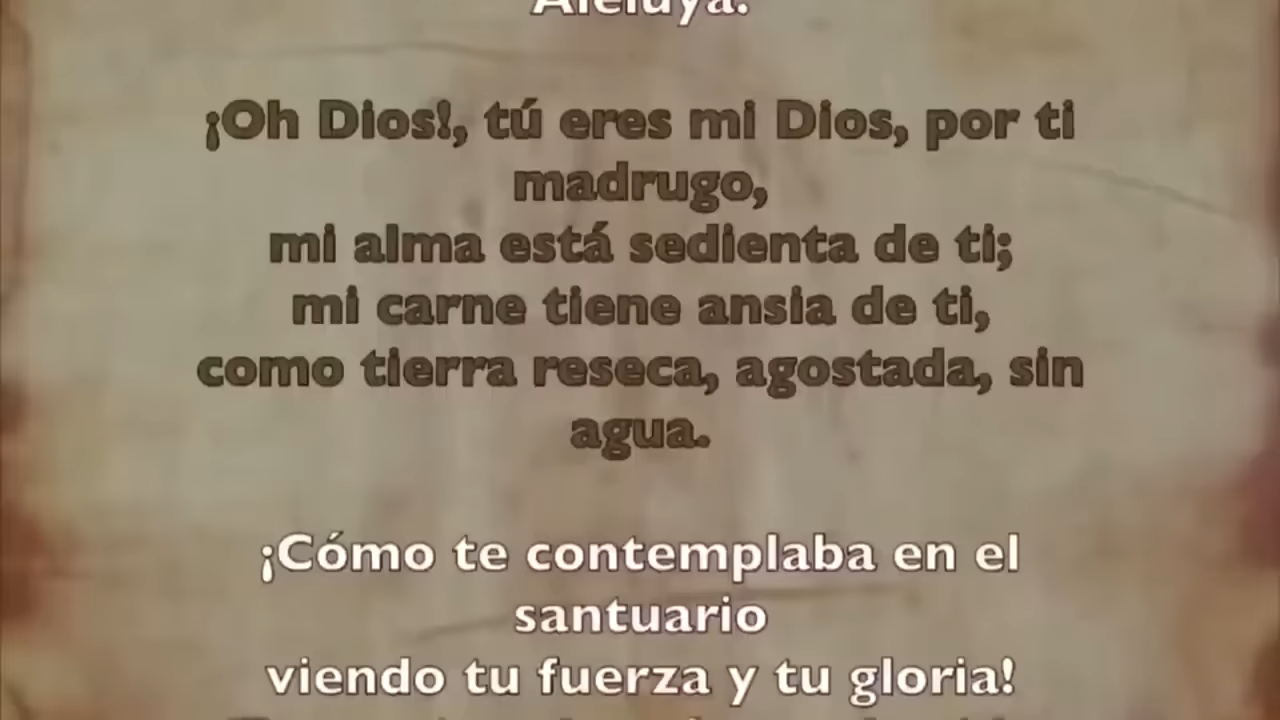 Aleluya.
¡Oh Dios!, tú eres mi Dios, por ti
madrugo,
mi alma está sedienta de ti;
mi carne tiene ansia de ti,
como tierra reseca, agostada, sin
agua.
¡Cómo te contemplaba en el
santuario
viendo tu fuerza y tu gloria!